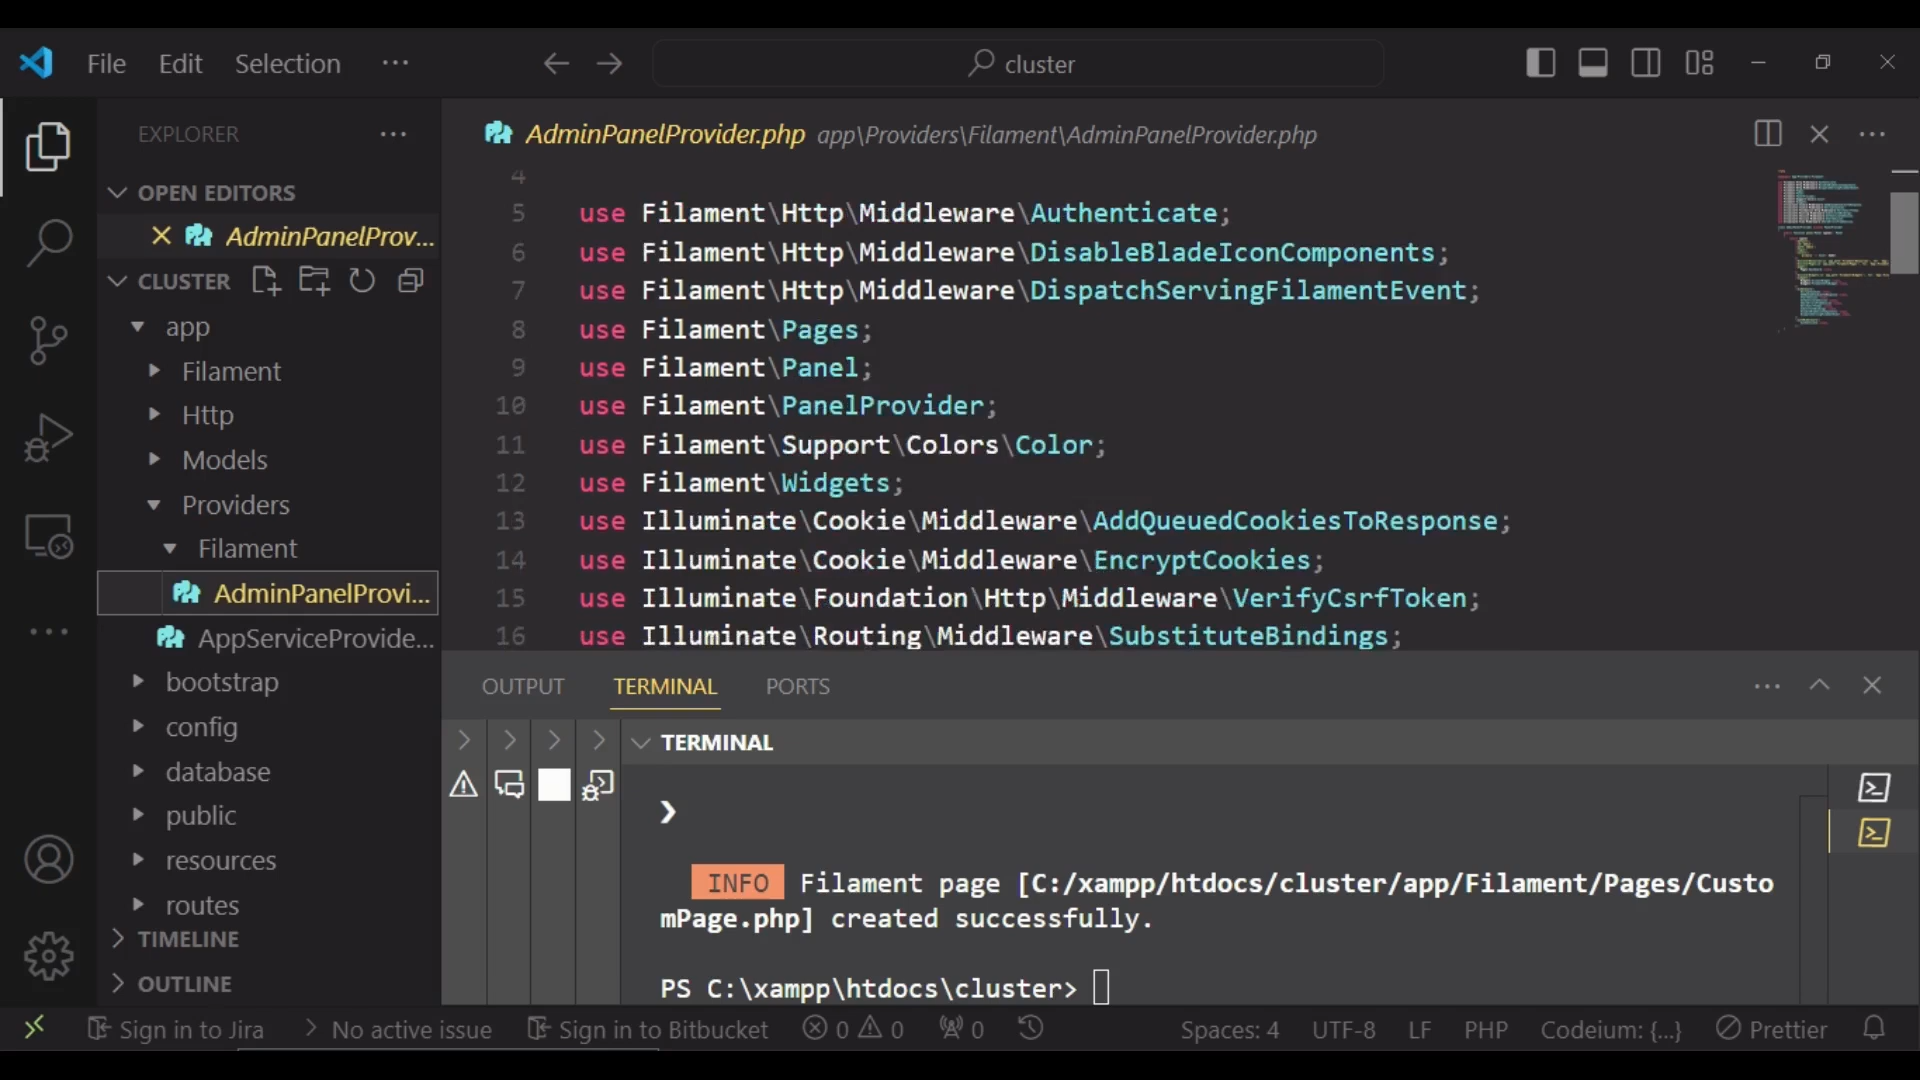 File Edit Selection ···
cluster
EXPLORER ···
OPEN EDITORS
AdminPanelProv...
CLUSTER
app
Filament
Http
Models
Providers
Filament
AdminPanelProvi...
AppServiceProvide...
bootstrap
config
database
public
resources
routes
TIMELINE
OUTLINE
AdminPanelProvider.php app\Providers\Filament\AdminPanelProvider.php
4
5 use Filament\Http\Middleware\Authenticate;
6 use Filament\Http\Middleware\DisableBladeIconComponents;
7 use Filament\Http\Middleware\DispatchServingFilamentEvent;
8 use Filament\Pages;
9 use Filament\Panel;
10 use Filament\PanelProvider;
11 use Filament\Support\Colors\Color;
12 use Filament\Widgets;
13 use Illuminate\Cookie\Middleware\AddQueuedCookiesToResponse;
14 use Illuminate\Cookie\Middleware\EncryptCookies;
15 use Illuminate\Foundation\Http\Middleware\VerifyCsrfToken;
16 use Illuminate\Routing\Middleware\SubstituteBindings;
OUTPUT TERMINAL PORTS
TERMINAL
❯
INFO Filament page [C:/xampp/htdocs/cluster/app/Filament/Pages/Custo
mPage.php] created successfully.
PS C:\xampp\htdocs\cluster>
Sign in to Jira No active issue Sign in to Bitbucket 0 0 0 Spaces: 4 UTF-8 LF PHP Codeium: {...} Prettier